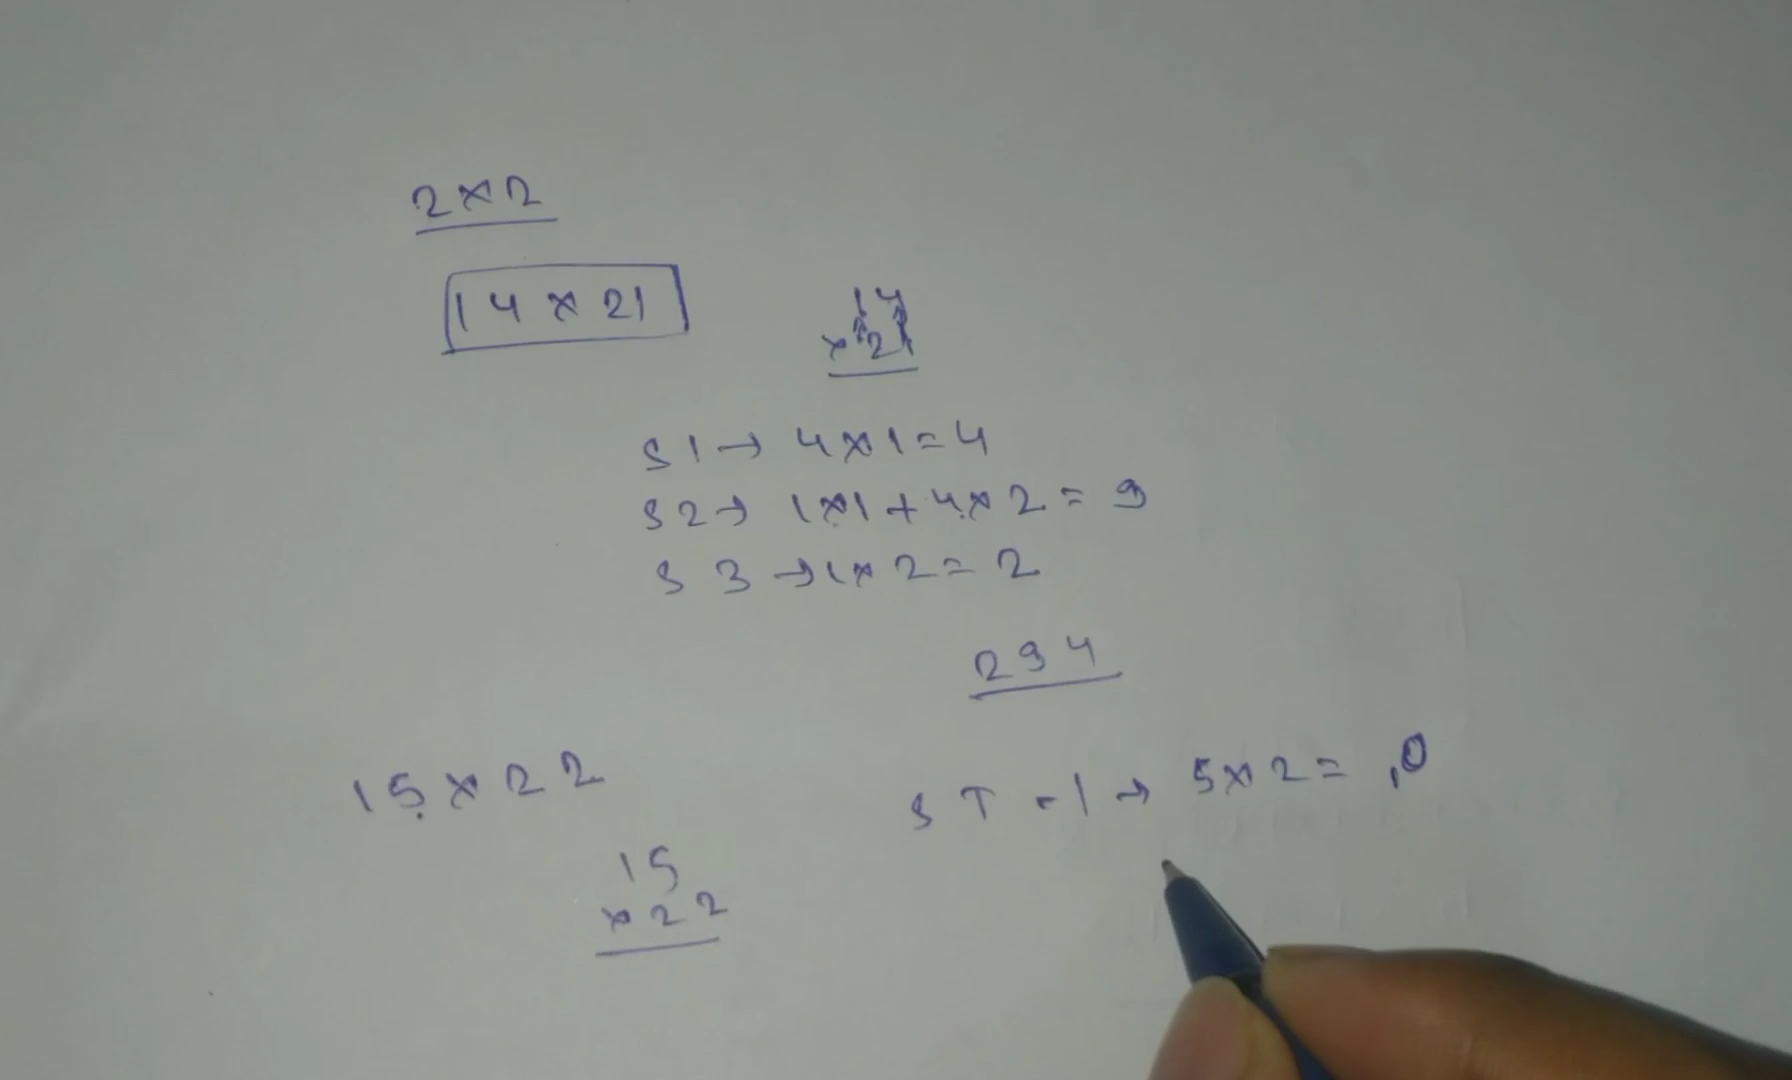 2×2
14 × 21
14
× 21
S1→ 4×1=4
S2→ 1×1+4×2=9
S 3→1×2=2
294
15×22
ST-1→ 5×2=10
15
×22